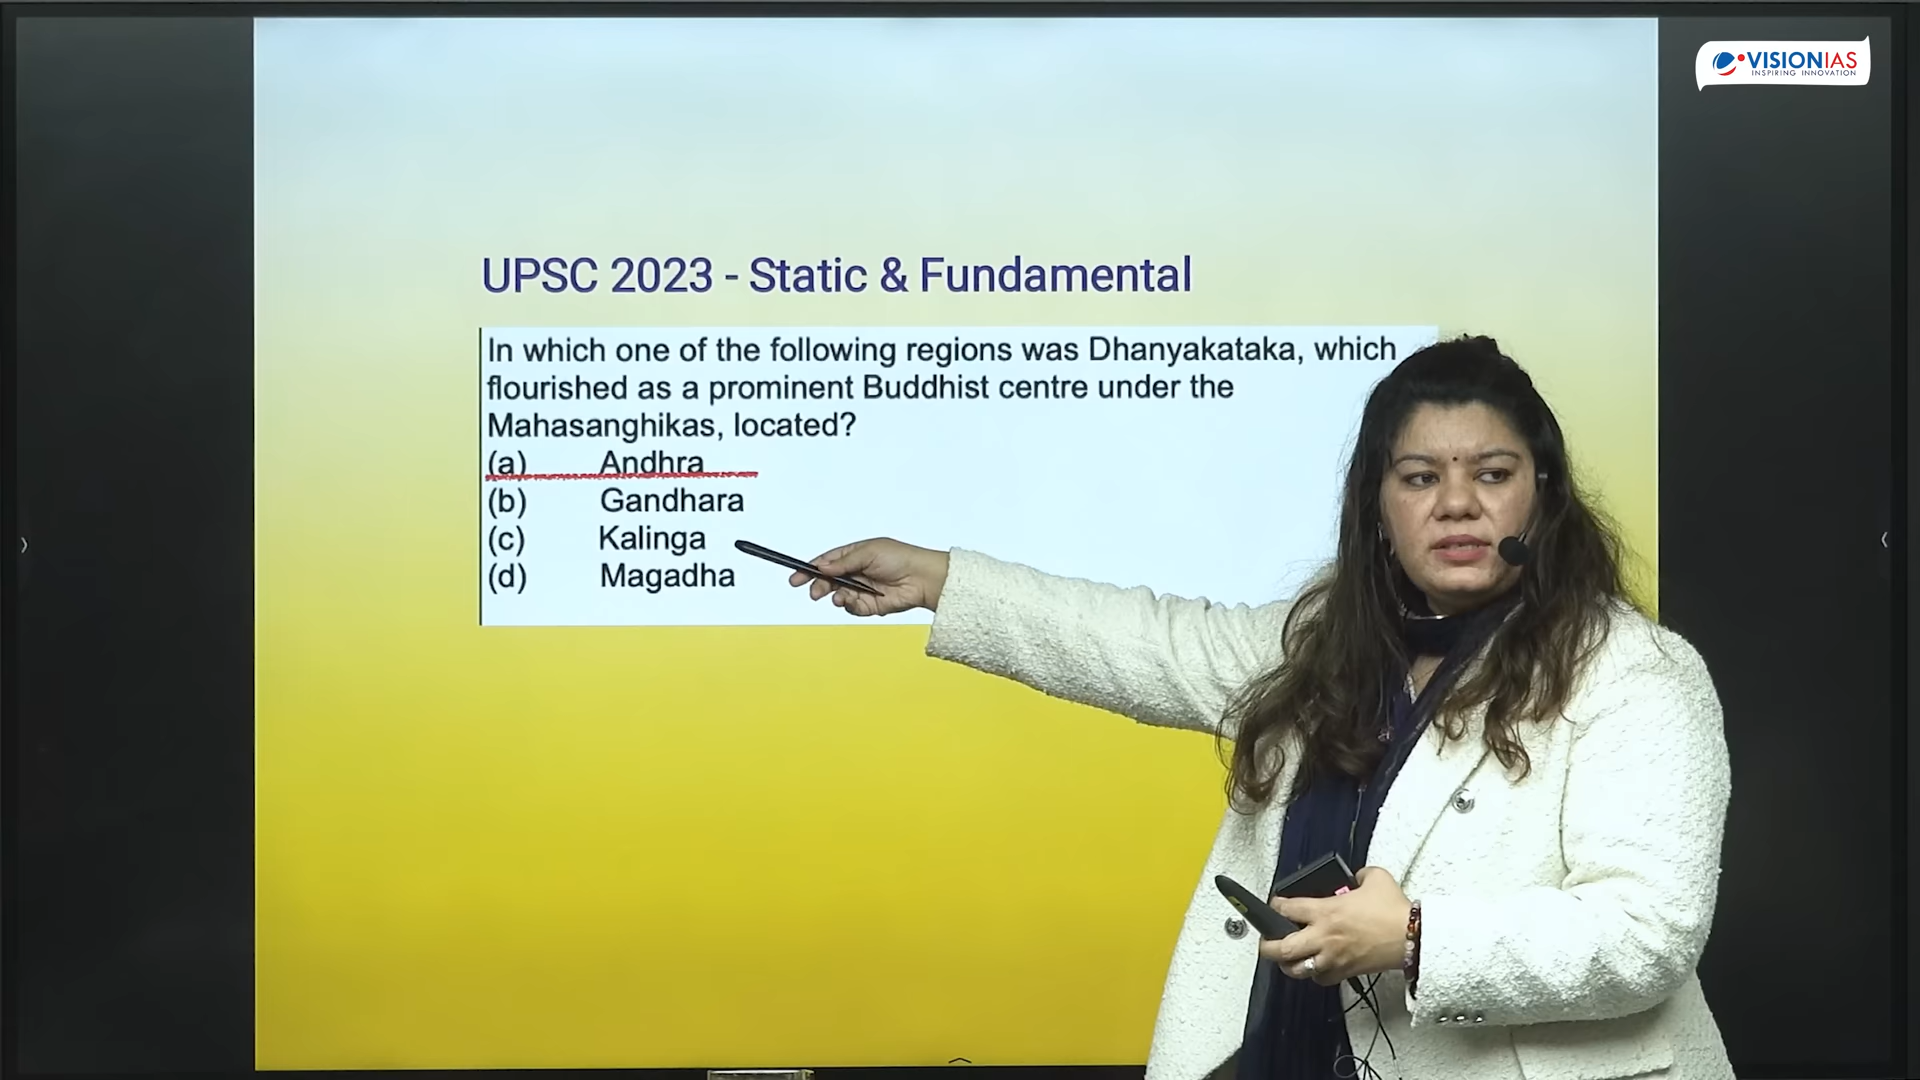 VISIONIAS
INSPIRING INNOVATION
UPSC 2023 - Static & Fundamental
In which one of the following regions was Dhanyakataka, which
flourished as a prominent Buddhist centre under the
Mahasanghikas, located?
(a) Andhra
(b) Gandhara
(c) Kalinga
(d) Magadha